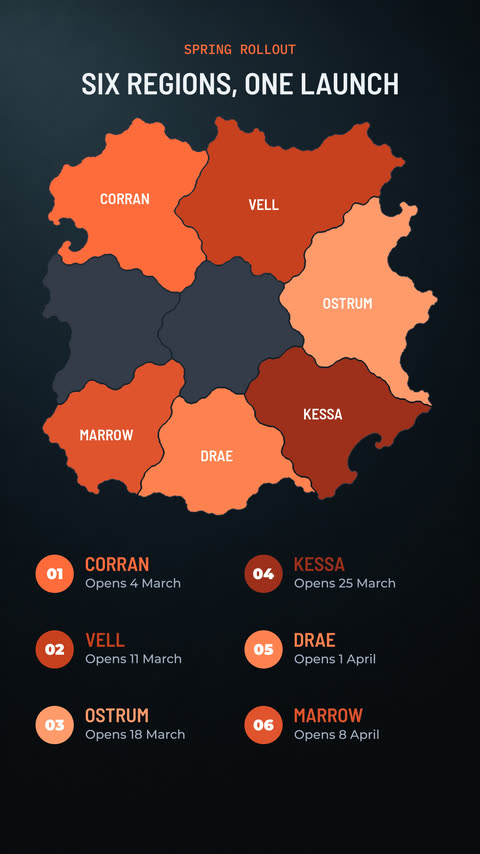 SPRING ROLLOUT
SIX REGIONS, ONE LAUNCH
CORRAN
VELL
OSTRUM
KESSA
MARROW
DRAE
01
CORRAN
Opens 4 March
02
VELL
Opens 11 March
03
OSTRUM
Opens 18 March
04
KESSA
Opens 25 March
05
DRAE
Opens 1 April
06
MARROW
Opens 8 April